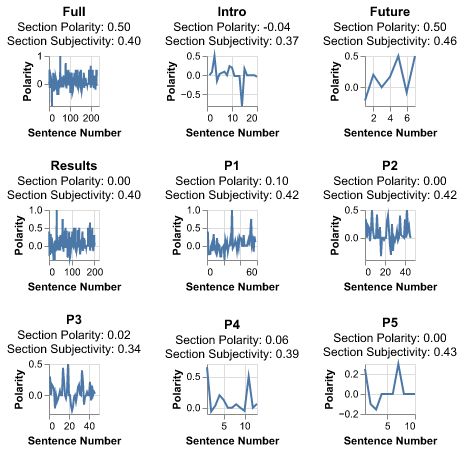 Full
Section Polarity: 0.50
Section Subjectivity: 0.40
1
0
Polarity
0 100 200
Sentence Number
Intro
Section Polarity: -0.04
Section Subjectivity: 0.37
0.5
0.0
−0.5
Polarity
0 10 20
Sentence Number
Future
Section Polarity: 0.50
Section Subjectivity: 0.46
0.5
0.0
Polarity
2 4 6
Sentence Number
Results
Section Polarity: 0.00
Section Subjectivity: 0.40
1.0
0.5
0.0
Polarity
0 100 200
Sentence Number
P1
Section Polarity: 0.10
Section Subjectivity: 0.42
1.0
0.5
0.0
Polarity
0 60
Sentence Number
P2
Section Polarity: 0.00
Section Subjectivity: 0.42
0.5
0.0
Polarity
0 20 40
Sentence Number
P3
Section Polarity: 0.02
Section Subjectivity: 0.34
0.5
0.0
Polarity
0 20 40
Sentence Number
P4
Section Polarity: 0.06
Section Subjectivity: 0.39
0.5
0.0
Polarity
5 10
Sentence Number
P5
Section Polarity: 0.00
Section Subjectivity: 0.43
0.2
0.0
−0.2
Polarity
5 10
Sentence Number